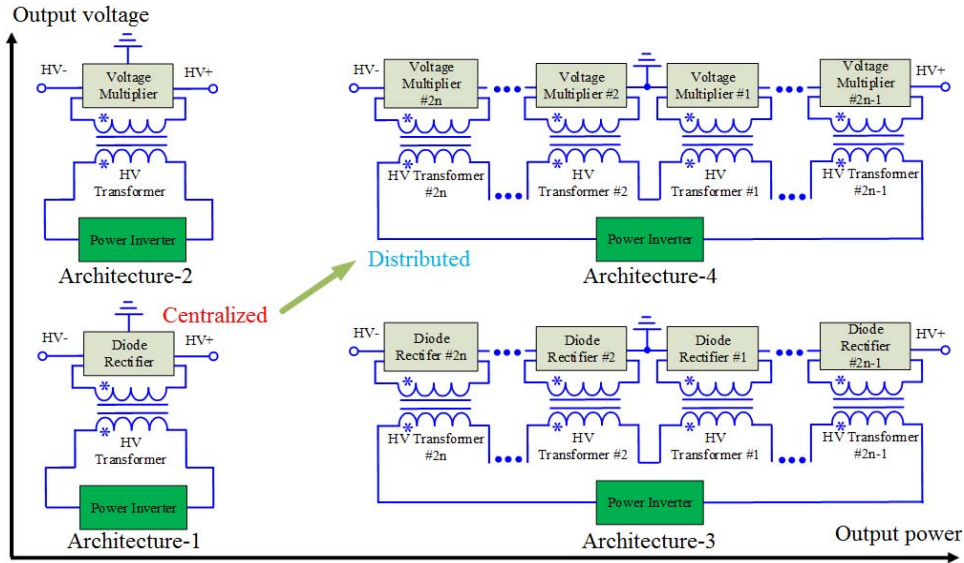 Output voltage
HV-
Voltage
Multiplier
HV+
*
*
HV
Transformer
Power Inverter
Architecture-2
HV-
Voltage
Multiplier
#2n
Voltage
Multiplier #2
Voltage
Multiplier #1
Voltage
Multiplier
#2n-1
HV+
*
*
*
*
*
*
*
*
HV Transformer
#2n
HV
Transformer #2
HV
Transformer #1
HV Transformer
#2n-1
Power Inverter
Architecture-4
Distributed
Centralized
HV-
Diode
Rectifier
HV+
*
*
HV
Transformer
Power Inverter
Architecture-1
HV-
Diode
Rectifer #2n
Diode
Rectifier #2
Diode
Rectifier #1
Diode
Rectifier
#2n-1
HV+
*
*
*
*
*
*
*
*
HV Transformer
#2n
HV
Transformer #2
HV
Transformer #1
HV Transformer
#2n-1
Power Inverter
Architecture-3
Output power